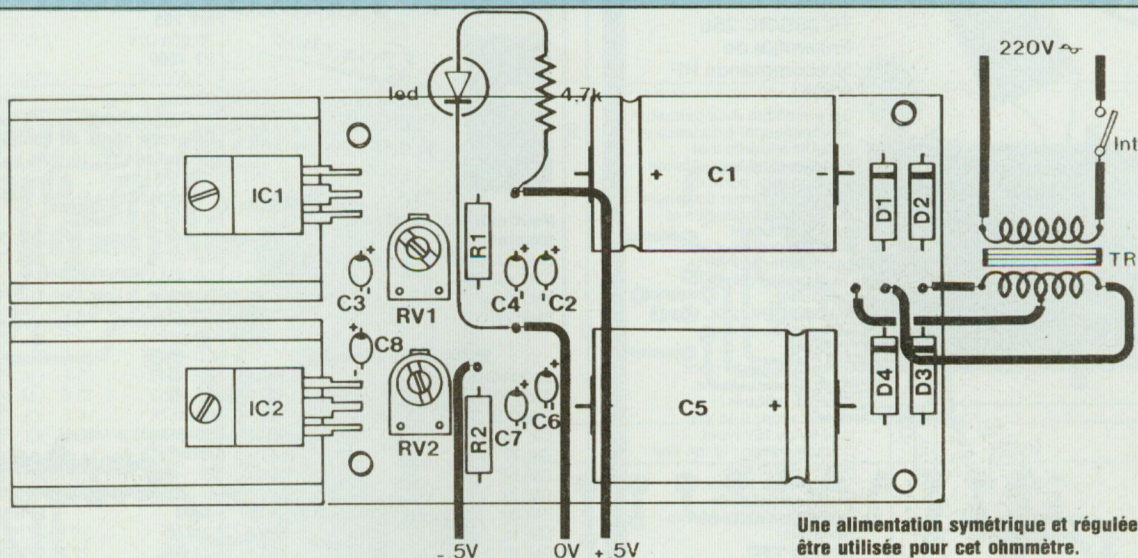 220V ~
led
4,7k
Int
IC1
R1
+ C1 -
D1
D2
TR
C3
RV1
C4
C2
C8
IC2
RV2
R2
C7
C6
C5 +
D4
D3
- 5V
0V
+ 5V
Une alimentation symétrique et régulée
être utilisée pour cet ohmmètre.